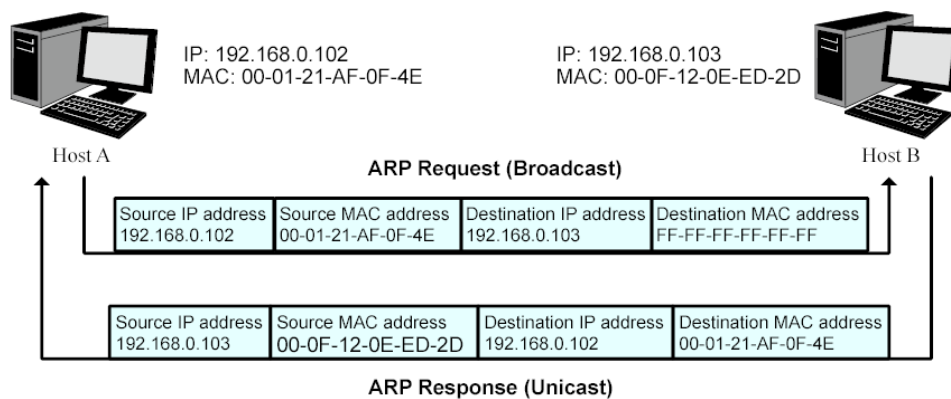 IP: 192.168.0.102
MAC: 00-01-21-AF-0F-4E
IP: 192.168.0.103
MAC: 00-0F-12-0E-ED-2D
Host A
Host B
ARP Request (Broadcast)
Source IP address
192.168.0.102
Source MAC address
00-01-21-AF-0F-4E
Destination IP address
192.168.0.103
Destination MAC address
FF-FF-FF-FF-FF-FF
Source IP address
192.168.0.103
Source MAC address
00-0F-12-0E-ED-2D
Destination IP address
192.168.0.102
Destination MAC address
00-01-21-AF-0F-4E
ARP Response (Unicast)